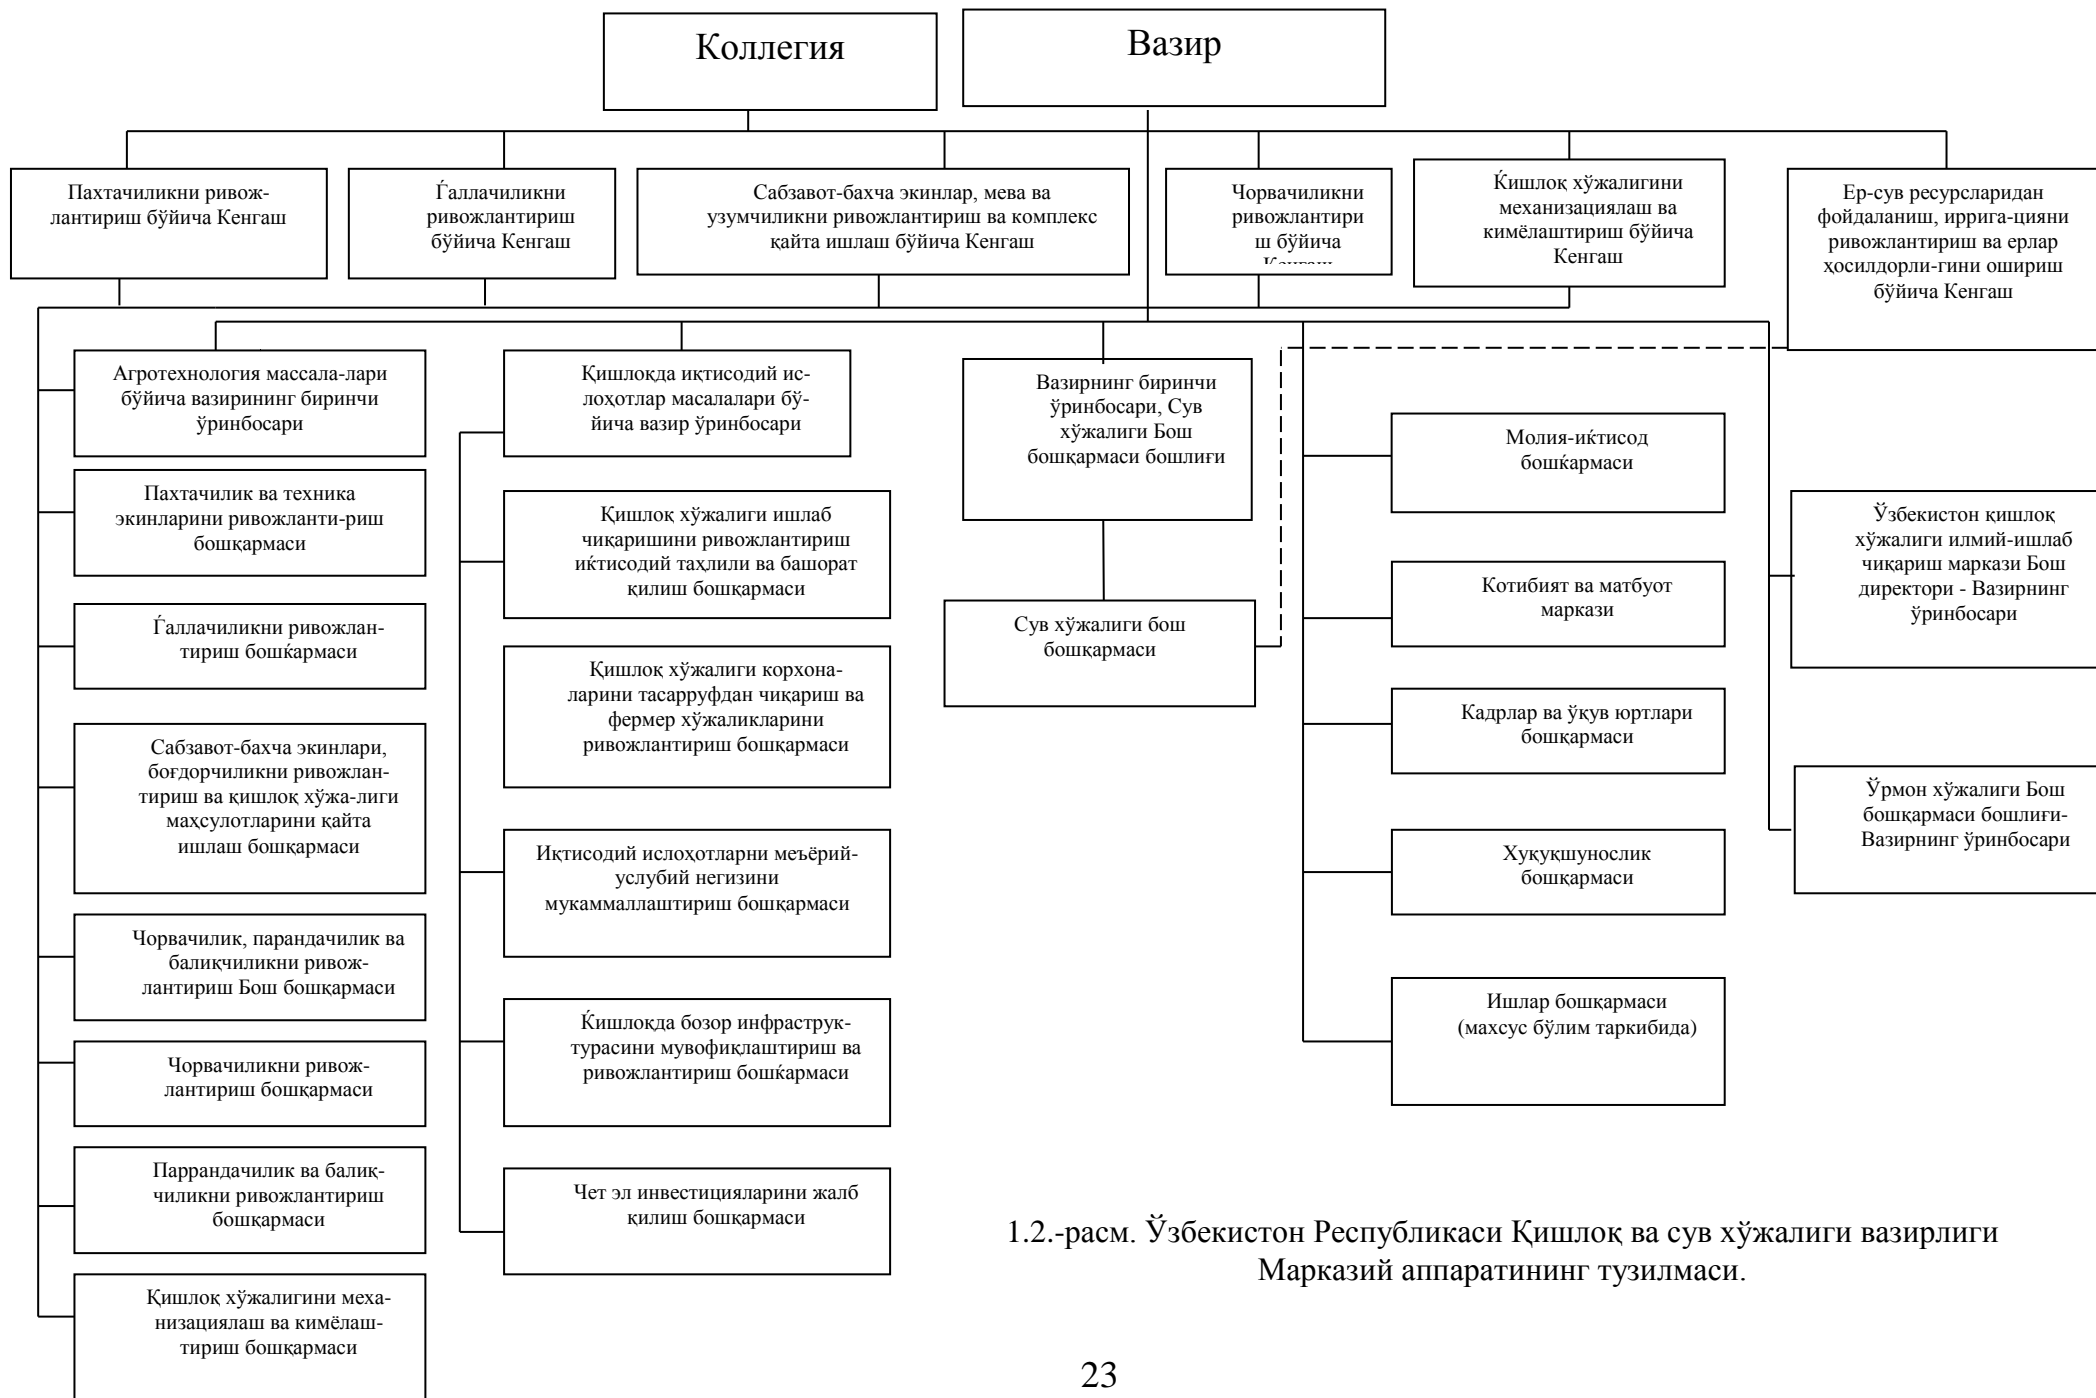 Коллегия
Вазир
Пахтачиликни ривож-
лантириш бўйича Кенгаш
Ѓаллачиликни
ривожлантириш
бўйича Кенгаш
Сабзавот-бахча экинлар, мева ва
узумчиликни ривожлантириш ва комплекс
қайта ишлаш бўйича Кенгаш
Чорвачиликни
ривожлантири
ш бўйича
Кенгаш
Ќишлоқ хўжалигини
механизациялаш ва
кимёлаштириш бўйича
Кенгаш
Ер-сув ресурсларидан
фойдаланиш, иррига-цияни
ривожлантириш ва ерлар
ҳосилдорли-гини ошириш
бўйича Кенгаш
Агротехнология массала-лари
бўйича вазирининг биринчи
ўринбосари
Пахтачилик ва техника
экинларини ривожланти-риш
бошқармаси
Ѓаллачиликни ривожлан-
тириш бошќармаси
Сабзавот-бахча экинлари,
боғдорчиликни ривожлан-
тириш ва қишлоқ хўжа-лиги
маҳсулотларини қайта
ишлаш бошқармаси
Чорвачилик, парандачилик ва
балиқчиликни ривож-
лантириш Бош бошқармаси
Чорвачиликни ривож-
лантириш бошқармаси
Паррандачилик ва балиқ-
чиликни ривожлантириш
бошқармаси
Қишлоқ хўжалигини меха-
низациялаш ва кимёлаш-
тириш бошқармаси
Қишлоқда иқтисодий ис-
лоҳотлар масалалари бў-
йича вазир ўринбосари
Қишлоқ хўжалиги ишлаб
чиқаришини ривожлантириш
иќтисодий таҳлили ва башорат
қилиш бошқармаси
Қишлоқ хўжалиги корхона-
ларини тасарруфдан чиқариш ва
фермер хўжаликларини
ривожлантириш бошқармаси
Иқтисодий ислоҳотларни меъёрий-
услубий негизини
мукаммаллаштириш бошқармаси
Ќишлоқда бозор инфраструк-
турасини мувофиқлаштириш ва
ривожлантириш бошќармаси
Чет эл инвестицияларини жалб
қилиш бошқармаси
Вазирнинг биринчи
ўринбосари, Сув
хўжалиги Бош
бошқармаси бошлиғи
Сув хўжалиги бош
бошқармаси
Молия-иќтисод
бошќармаси
Котибият ва матбуот
маркази
Кадрлар ва ўқув юртлари
бошқармаси
Хуқуқшунослик
бошқармаси
Ишлар бошқармаси
(махсус бўлим таркибида)
Ўзбекистон қишлоқ
хўжалиги илмий-ишлаб
чиқариш маркази Бош
директори - Вазирнинг
ўринбосари
Ўрмон хўжалиги Бош
бошқармаси бошлиғи-
Вазирнинг ўринбосари
1.2.-расм. Ўзбекистон Республикаси Қишлоқ ва сув хўжалиги вазирлиги
Марказий аппаратининг тузилмаси.
23